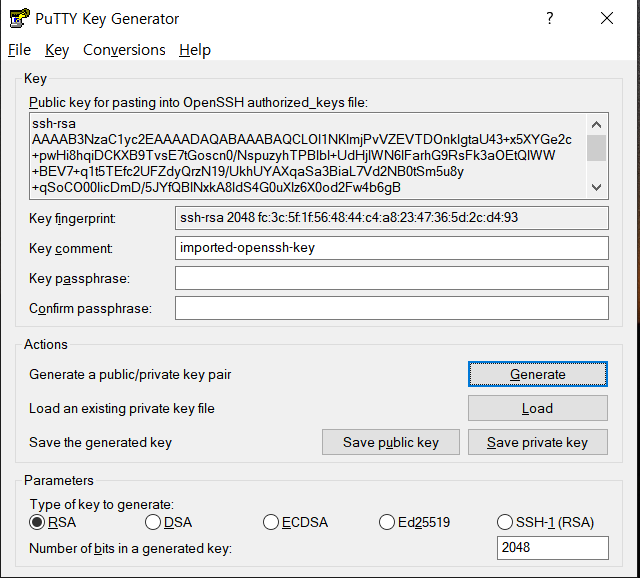 PuTTY Key Generator ?
File Key Conversions Help
Key
Public key for pasting into OpenSSH authorized_keys file:
ssh-rsa
AAAAB3NzaC1yc2EAAAADAQABAAABAQCLOI1NKlmjPvVZEVTDOnklgtaU43+x5XYGe2c
+pwHi8hqiDCKXB9TvsE7tGoscn0/NspuzyhTPBlbl+UdHjlWN6lFarhG9RsFk3aOEtQlWW
+BEV7+q1t5TEfc2UFZdyQrzN19/UkhUYAXqaSa3BiaL7Vd2NB0tSm5u8y
+qSoCO00licDmD/5JYfQBlNxkA8ldS4G0uXlz6X0od2Fw4b6gB
Key fingerprint: ssh-rsa 2048 fc:3c:5f:1f:56:48:44:c4:a8:23:47:36:5d:2c:d4:93
Key comment: imported-openssh-key
Key passphrase:
Confirm passphrase:
Actions
Generate a public/private key pair Generate
Load an existing private key file Load
Save the generated key Save public key Save private key
Parameters
Type of key to generate:
RSA DSA ECDSA Ed25519 SSH-1 (RSA)
Number of bits in a generated key: 2048